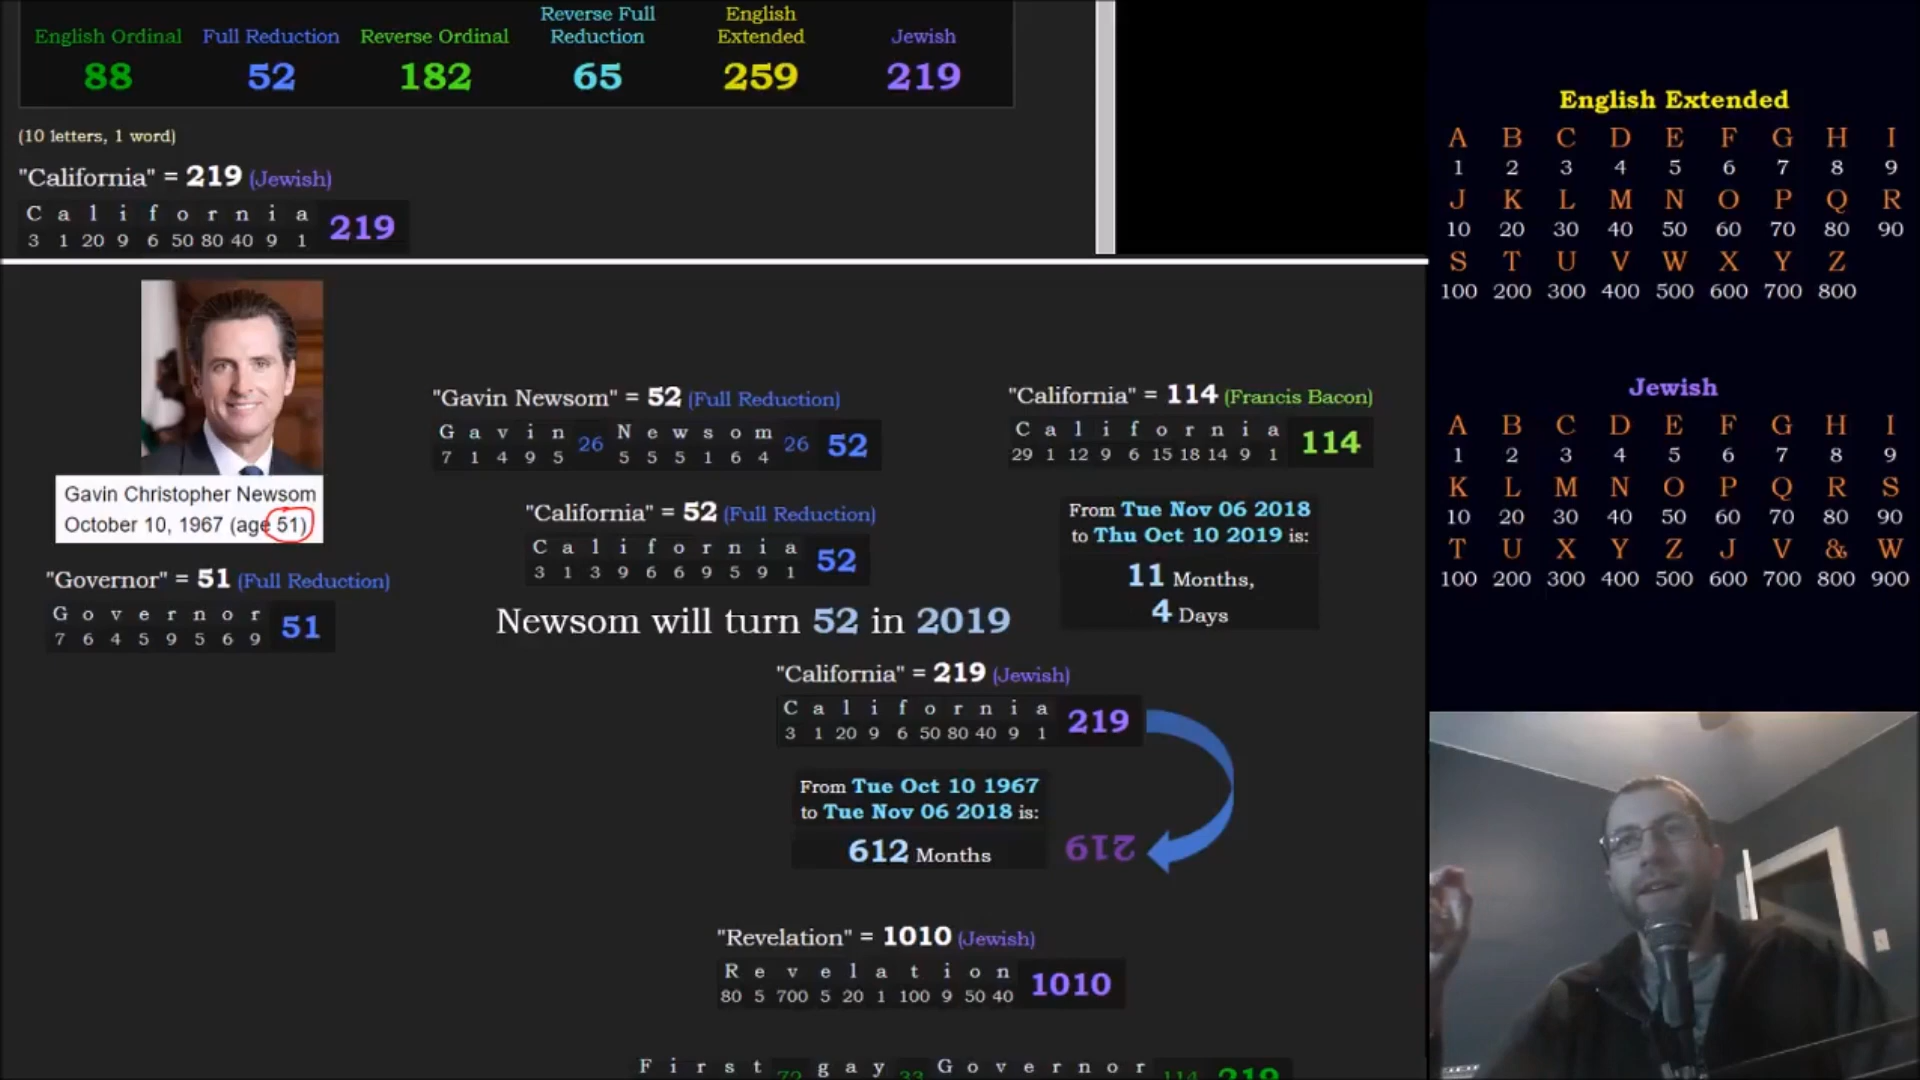 English Ordinal
88
Full Reduction
52
Reverse Ordinal
182
Reverse Full
Reduction
65
English
Extended
259
Jewish
219
(10 letters, 1 word)
"California" = 219 (Jewish)
C a l i f o r n i a 219
3 1 20 9 6 50 80 40 9 1
Gavin Christopher Newsom
October 10, 1967 (age 51)
"Governor" = 51 (Full Reduction)
G o v e r n o r 51
7 6 4 5 9 5 6 9
"Gavin Newsom" = 52 (Full Reduction)
G a v i n 26 N e w s o m 26 52
7 1 4 9 5 5 5 5 1 6 4
"California" = 52 (Full Reduction)
C a l i f o r n i a 52
3 1 3 9 6 6 9 5 9 1
"California" = 114 (Francis Bacon)
C a l i f o r n i a 114
29 1 12 9 6 15 18 14 9 1
From Tue Nov 06 2018
to Thu Oct 10 2019 is:
11 Months,
4 Days
Newsom will turn 52 in 2019
"California" = 219 (Jewish)
C a l i f o r n i a 219
3 1 20 9 6 50 80 40 9 1
From Tue Oct 10 1967
to Tue Nov 06 2018 is:
612 Months
219
"Revelation" = 1010 (Jewish)
R e v e l a t i o n 1010
80 5 700 5 20 1 100 9 50 40
F i r s t 72 g a y 33 G o v e r n o r 114 219
English Extended
A B C D E F G H I
1 2 3 4 5 6 7 8 9
J K L M N O P Q R
10 20 30 40 50 60 70 80 90
S T U V W X Y Z
100 200 300 400 500 600 700 800
Jewish
A B C D E F G H I
1 2 3 4 5 6 7 8 9
K L M N O P Q R S
10 20 30 40 50 60 70 80 90
T U X Y Z J V & W
100 200 300 400 500 600 700 800 900